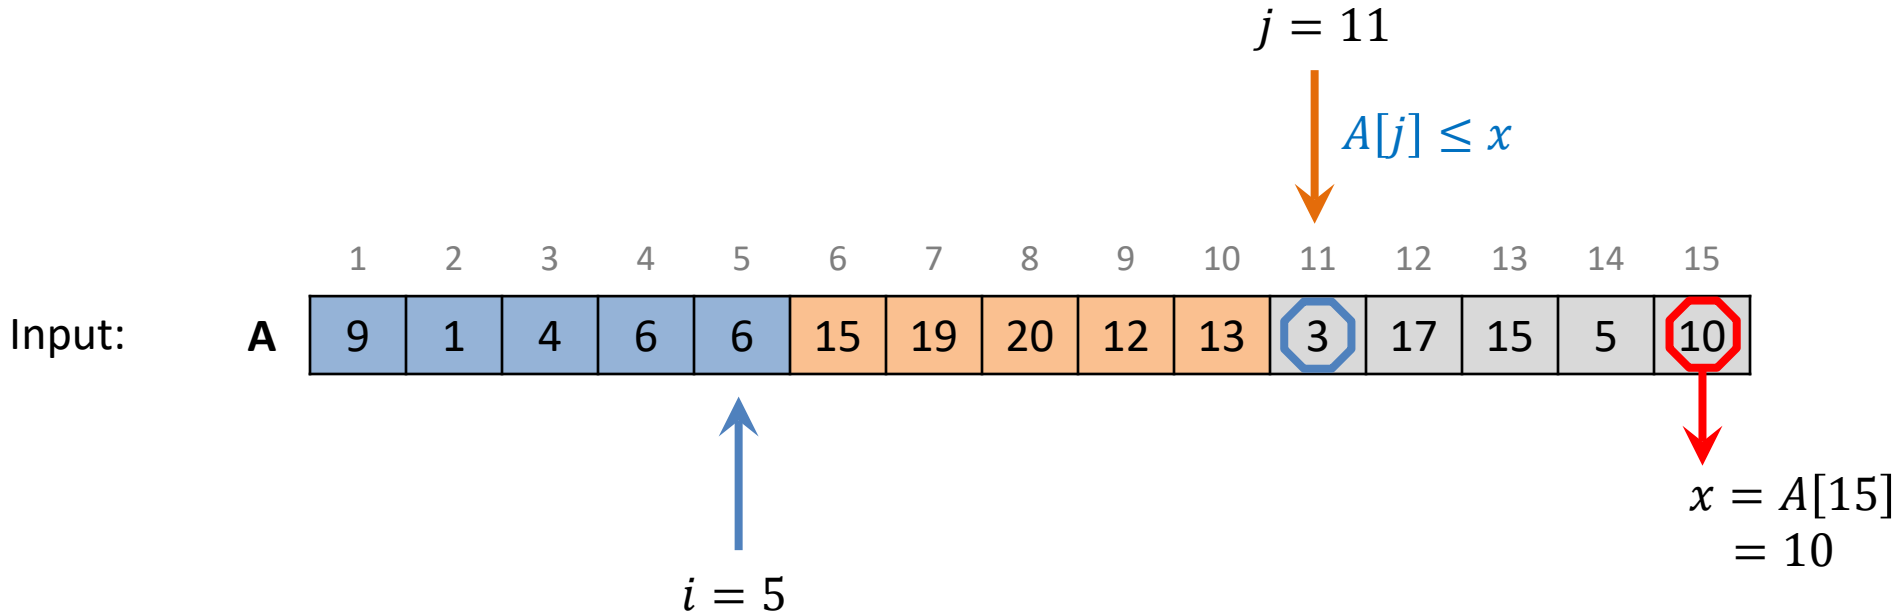 j = 11
A[j] ≤ x
1 2 3 4 5 6 7 8 9 10 11 12 13 14 15
Input: A 9 1 4 6 6 15 19 20 12 13 3 17 15 5 10
x = A[15]
= 10
i = 5